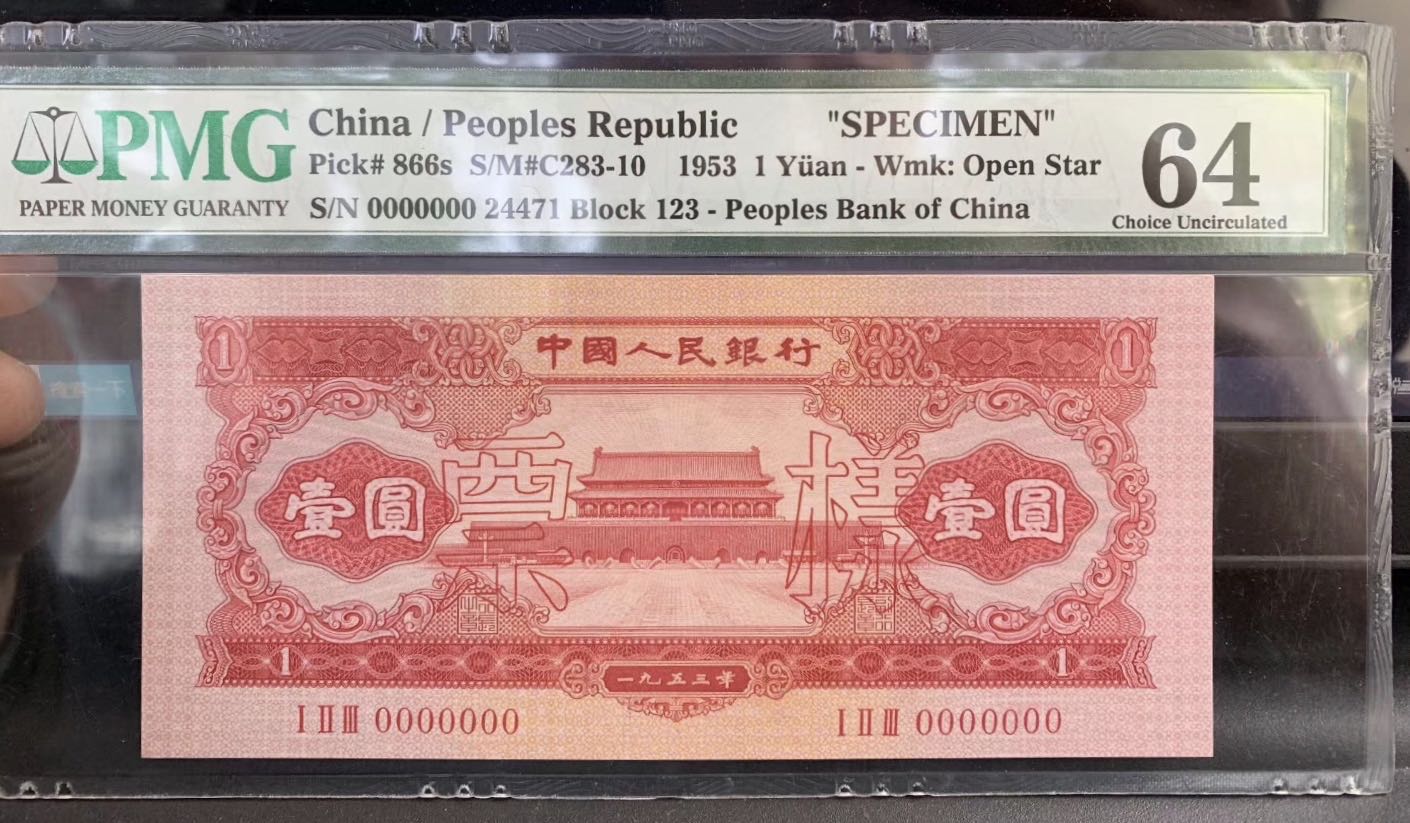 PMG
PAPER MONEY GUARANTY
China / Peoples Republic "SPECIMEN"
Pick# 866s S/M#C283-10 1953 1 Yüan - Wmk: Open Star
S/N 0000000 24471 Block 123 - Peoples Bank of China
64
Choice Uncirculated
1 中國人民銀行 1
壹圓 票樣 壹圓
1 1
一九五三年
I II III 0000000 I II III 0000000